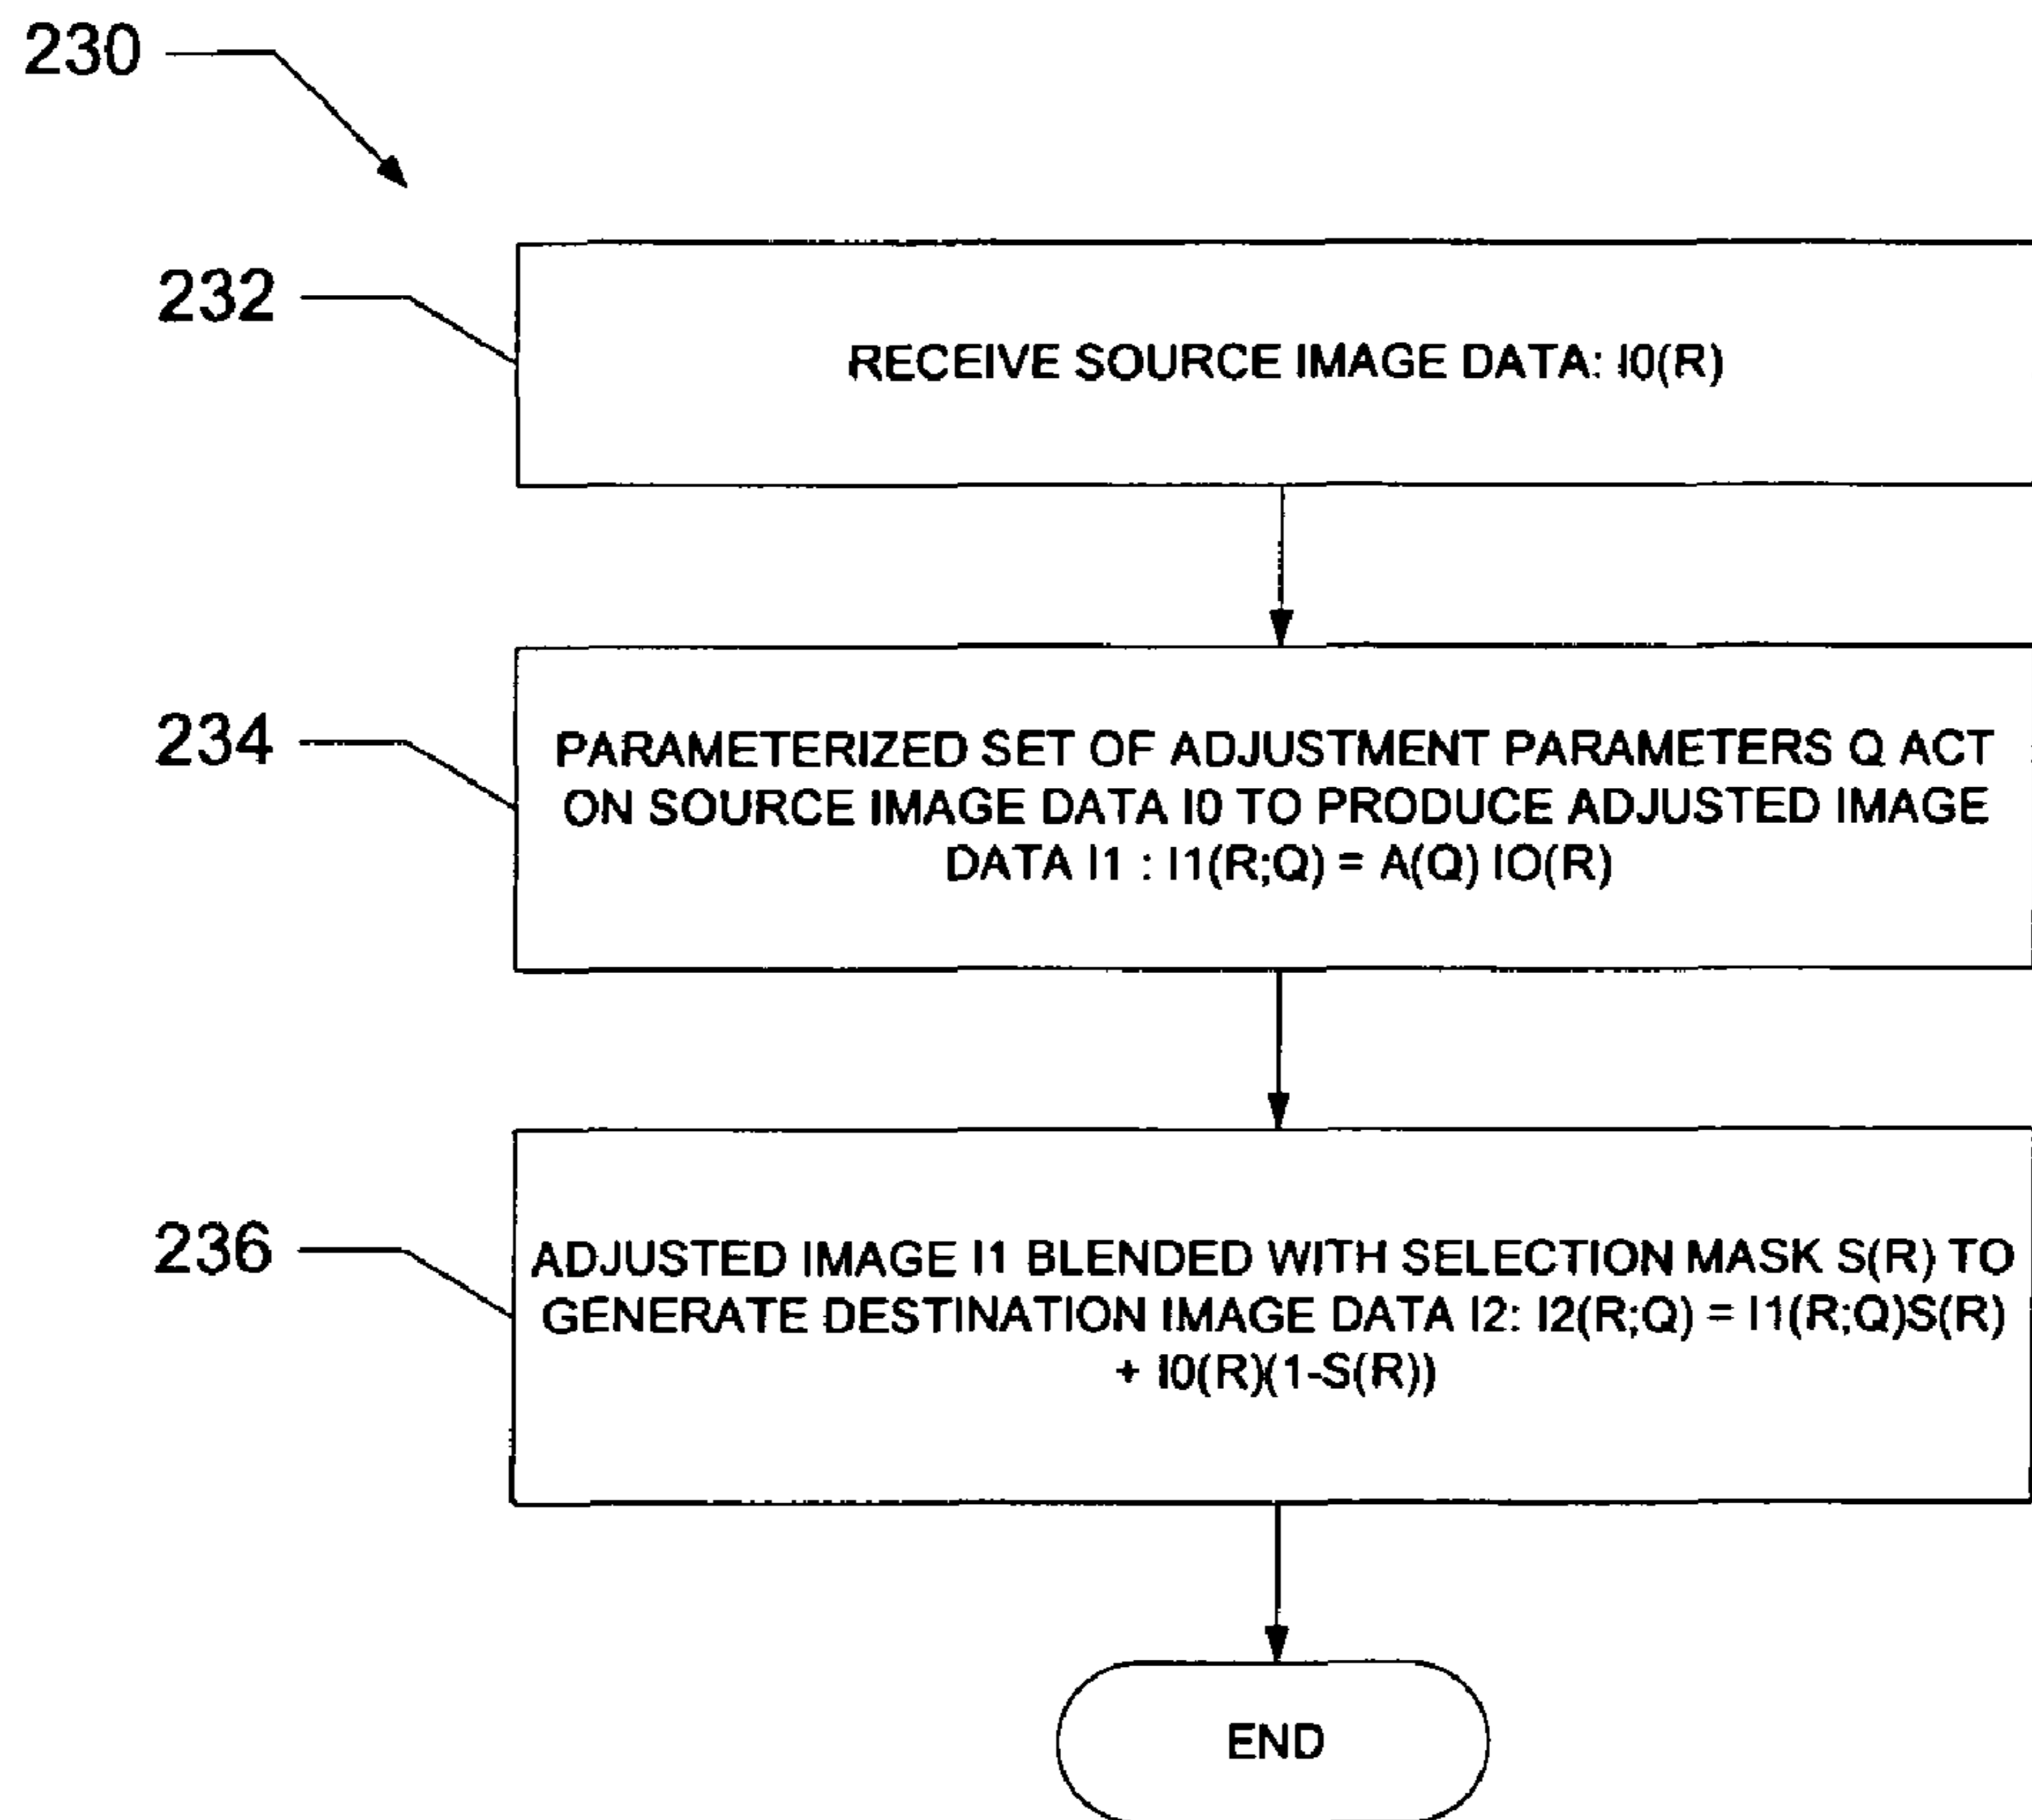 230
232
RECEIVE SOURCE IMAGE DATA: I0(R)
234
PARAMETERIZED SET OF ADJUSTMENT PARAMETERS Q ACT
ON SOURCE IMAGE DATA I0 TO PRODUCE ADJUSTED IMAGE
DATA I1 : I1(R;Q) = A(Q) IO(R)
236
ADJUSTED IMAGE I1 BLENDED WITH SELECTION MASK S(R) TO
GENERATE DESTINATION IMAGE DATA I2: I2(R;Q) = I1(R;Q)S(R)
+ I0(R)(1-S(R))
END